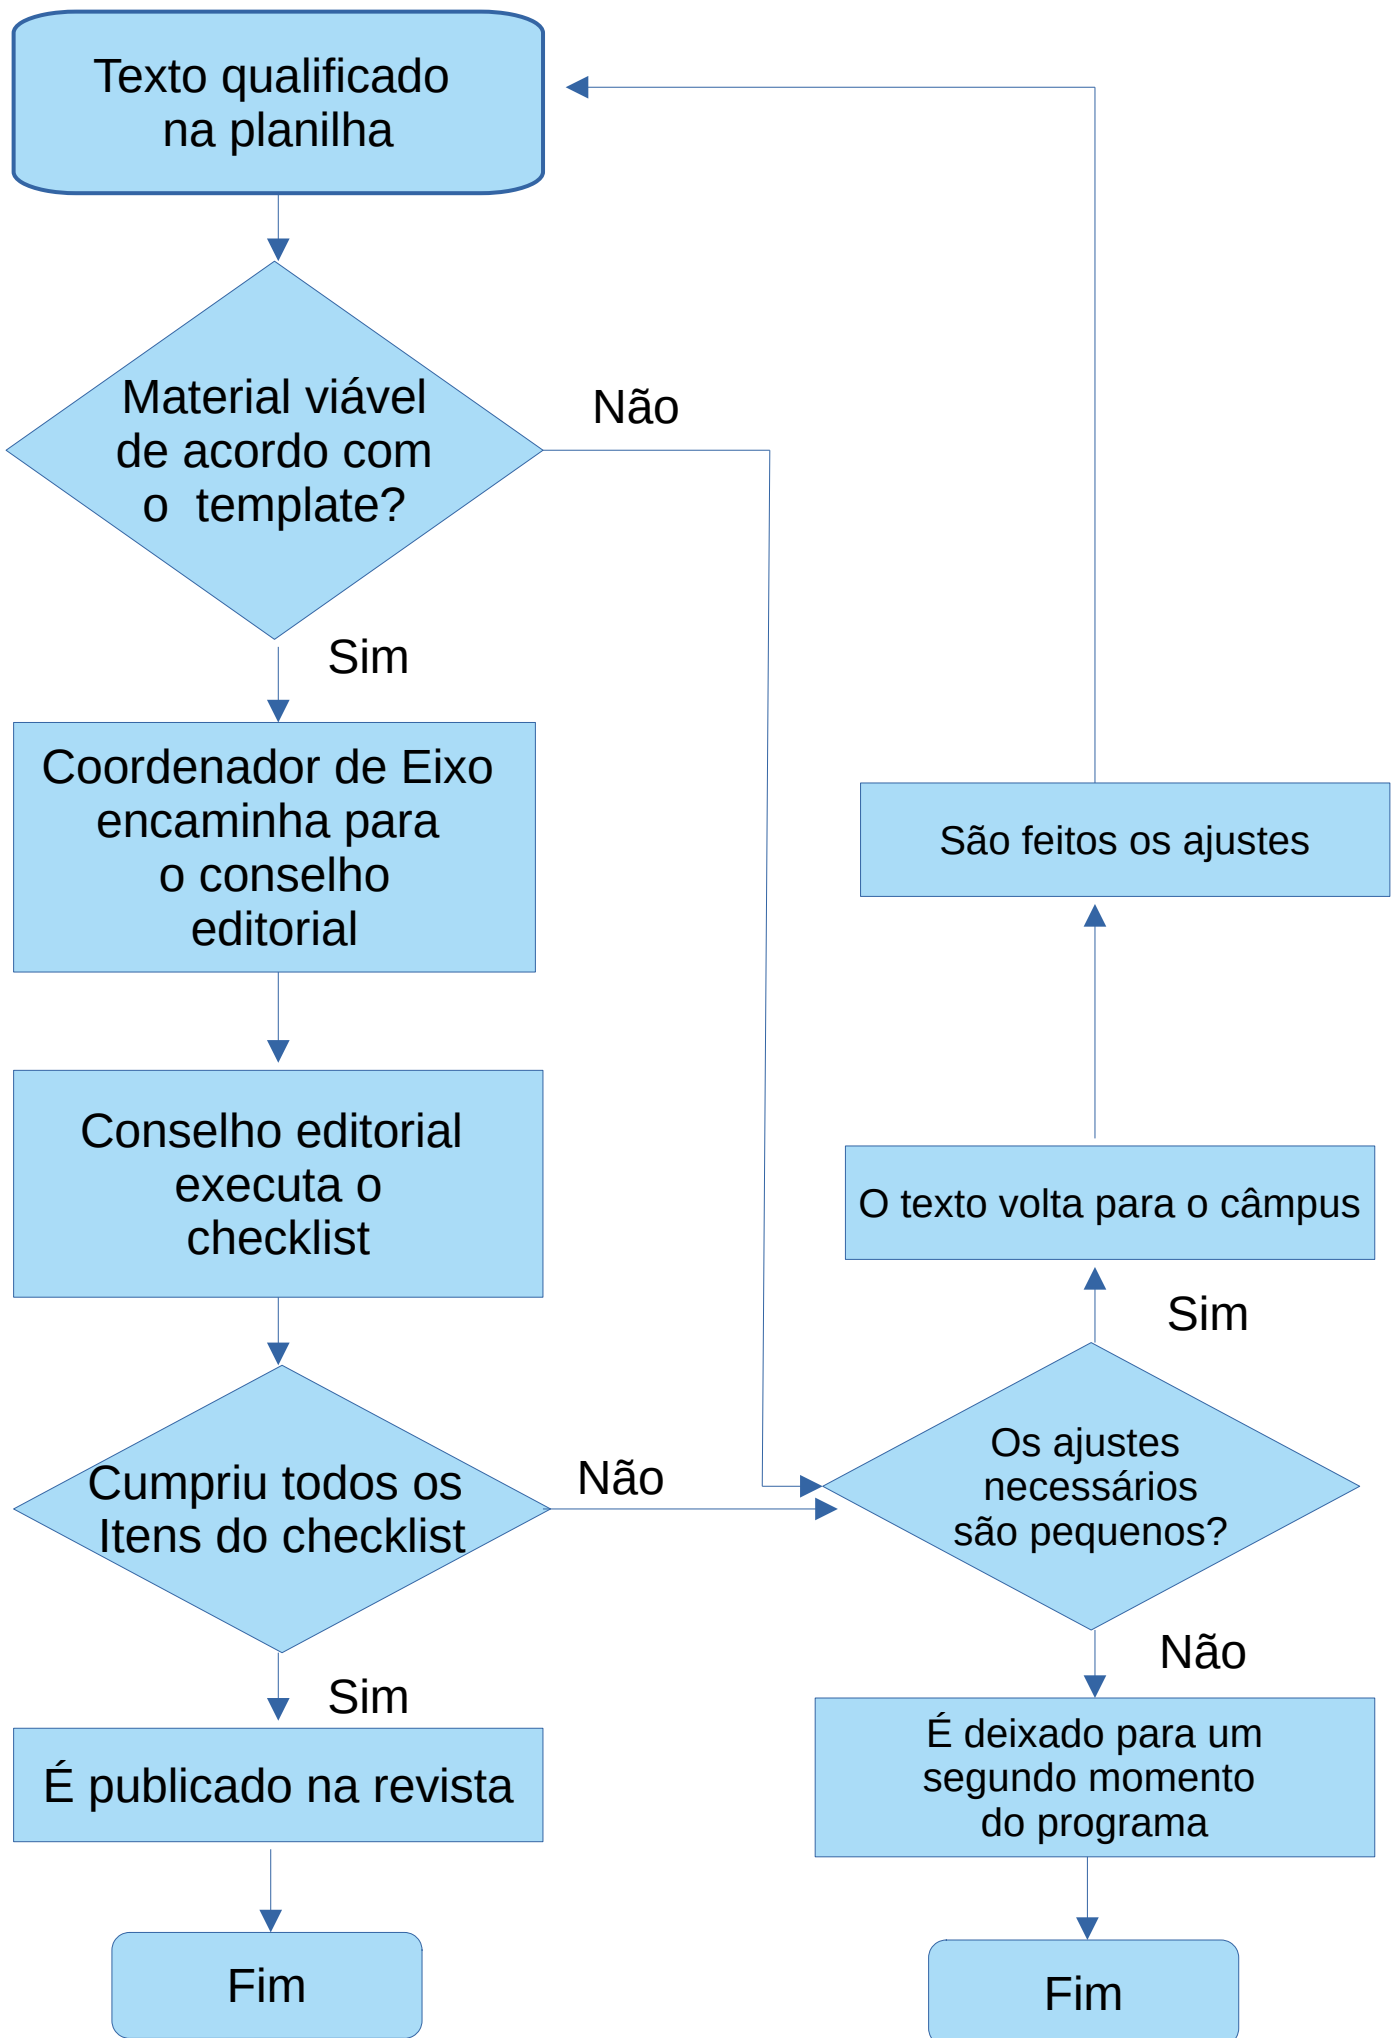 Texto qualificado
na planilha
Material viável
de acordo com
o template?
Não
Sim
Coordenador de Eixo
encaminha para
o conselho
editorial
Conselho editorial
executa o
checklist
Cumpriu todos os
Itens do checklist
Não
Sim
É publicado na revista
Fim
São feitos os ajustes
O texto volta para o câmpus
Sim
Os ajustes
necessários
são pequenos?
Não
É deixado para um
segundo momento
do programa
Fim